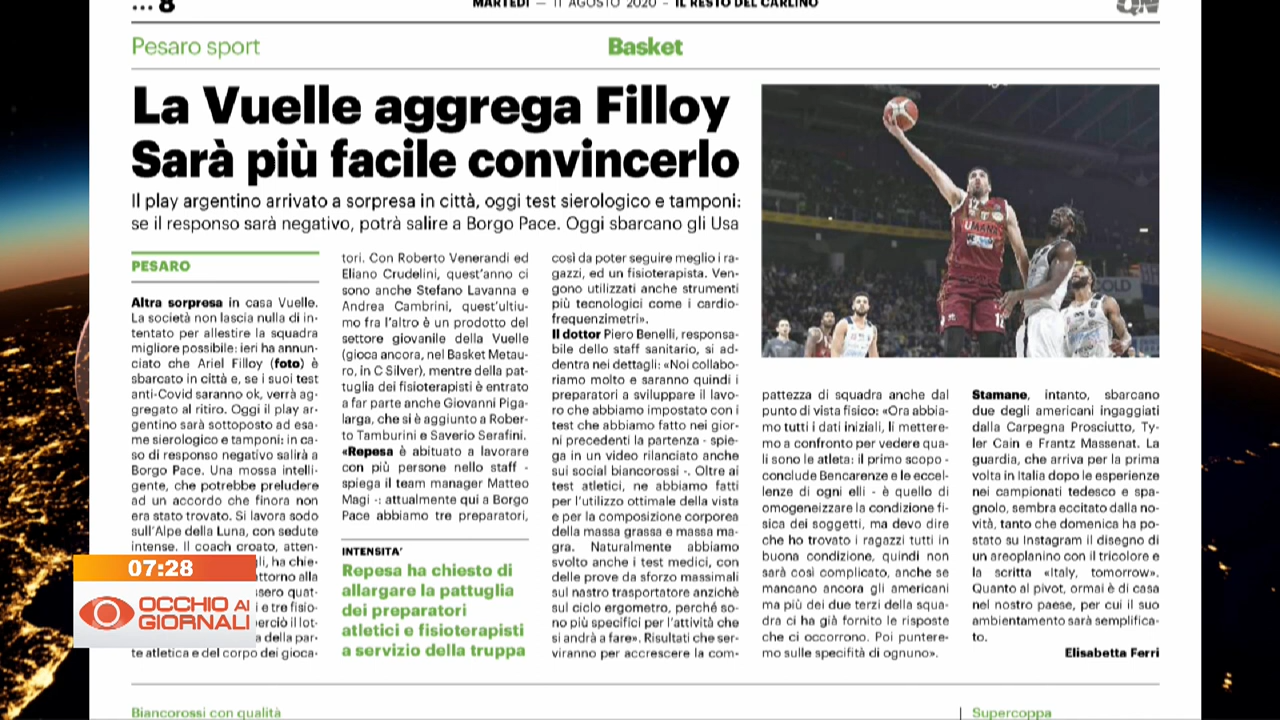 ... 8
MARTEDÌ — 11 AGOSTO 2020 – IL RESTO DEL CARLINO
QN
Pesaro sport
Basket
La Vuelle aggrega Filloy
Sarà più facile convincerlo
Il play argentino arrivato a sorpresa in città, oggi test sierologico e tamponi:
se il responso sarà negativo, potrà salire a Borgo Pace. Oggi sbarcano gli Usa
PESARO
Altra sorpresa in casa Vuelle.
La società non lascia nulla di in-
tentato per allestire la squadra
migliore possibile: ieri ha annun-
ciato che Ariel Filloy (foto) è
sbarcato in città e, se i suoi test
anti-Covid saranno ok, verrà ag-
gregato al ritiro. Oggi il play ar-
gentino sarà sottoposto ad esa-
me sierologico e tamponi: in ca-
so di responso negativo salirà a
Borgo Pace. Una mossa intelli-
gente, che potrebbe preludere
ad un accordo che finora non
era stato trovato. Si lavora sodo
sull'Alpe della Luna, con sedute
intense. Il coach croato, atten-
li, ha chie-
attorno alla
ssero quat-
i e tre fisio-
perciò il lot-
a della par-
te atletica e del corpo dei gioca-
tori. Con Roberto Venerandi ed
Eliano Crudelini, quest'anno ci
sono anche Stefano Lavanna e
Andrea Cambrini, quest'ultiu-
mo fra l'altro è un prodotto del
settore giovanile della Vuelle
(gioca ancora, nel Basket Metau-
ro, in C Silver), mentre della pat-
tuglia dei fisioterapisti è entrato
a far parte anche Giovanni Piga-
larga, che si è aggiunto a Rober-
to Tamburini e Saverio Serafini.
«Repesa è abituato a lavorare
con più persone nello staff -
spiega il team manager Matteo
Magi -: attualmente qui a Borgo
Pace abbiamo tre preparatori,
INTENSITA'
Repesa ha chiesto di
allargare la pattuglia
dei preparatori
atletici e fisioterapisti
a servizio della truppa
così da poter seguire meglio i ra-
gazzi, ed un fisioterapista. Ven-
gono utilizzati anche strumenti
più tecnologici come i cardio-
frequenzimetri».
Il dottor Piero Benelli, responsa-
bile dello staff sanitario, si ad-
dentra nei dettagli: «Noi collabo-
riamo molto e saranno quindi i
preparatori a sviluppare il lavo-
ro che abbiamo impostato con i
test che abbiamo fatto nei gior-
ni precedenti la partenza - spie-
ga in un video rilanciato anche
sui social biancorossi -. Oltre ai
test atletici, ne abbiamo fatti
per l'utilizzo ottimale della vista
e per la composizione corporea
della massa grassa e massa ma-
gra. Naturalmente abbiamo
svolto anche i test medici, con
delle prove da sforzo massimali
sul nastro trasportatore anzichè
sul ciclo ergometro, perché so-
no più specifici per l'attività che
si andrà a fare». Risultati che ser-
viranno per accrescere la com-
pattezza di squadra anche dal
punto di vista fisico: «Ora abbia-
mo tutti i dati iniziali, li mettere-
mo a confronto per vedere qua-
li sono le atleta: il primo scopo -
conclude Bencarenze e le eccel-
lenze di ogni elli - è quello di
omogeneizzare la condizione fi-
sica dei soggetti, ma devo dire
che ho trovato i ragazzi tutti in
buona condizione, quindi non
sarà così complicato, anche se
mancano ancora gli americani
ma più dei due terzi della squa-
dra ci ha già fornito le risposte
che ci occorrono. Poi puntere-
mo sulle specifità di ognuno».
Stamane, intanto, sbarcano
due degli americani ingaggiati
dalla Carpegna Prosciutto, Ty-
ler Cain e Frantz Massenat. La
guardia, che arriva per la prima
volta in Italia dopo le esperienze
nei campionati tedesco e spa-
gnolo, sembra eccitato dalla no-
vità, tanto che domenica ha po-
stato su Instagram il disegno di
un areoplanino con il tricolore e
la scritta «Italy, tomorrow».
Quanto al pivot, ormai è di casa
nel nostro paese, per cui il suo
ambientamento sarà semplifica-
to.
Elisabetta Ferri
07:28
OCCHIO AI
GIORNALI
12
UMANA
Biancorossi con qualità
Supercoppa